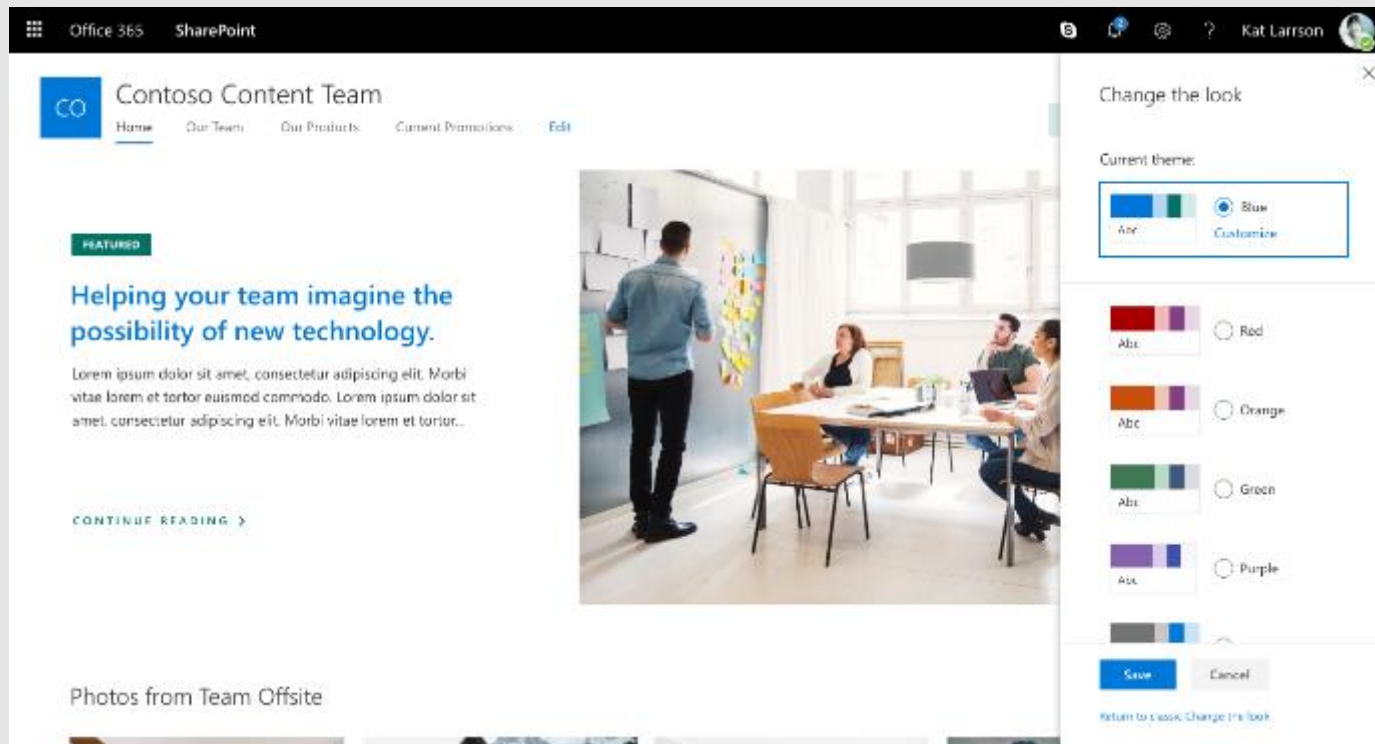 Office 365 SharePoint
2
? Kat Larrson
CO
Contoso Content Team
Home Our Team Our Products Current Promotions Edit
FEATURED
Helping your team imagine the
possibility of new technology.
Lorem ipsum dolor sit amet, consectetur adipiscing elit. Morbi
vitae lorem et tortor euismod commodo. Lorem ipsum dolor sit
amet, consectetur adipiscing elit. Morbi vitae lorem et tortor...
CONTINUE READING >
Photos from Team Offsite
Change the look
Current theme:
Abc
Blue
Customize
Abc
Red
Abc
Orange
Abc
Green
Abc
Purple
Save Cancel
Return to classic Change the look